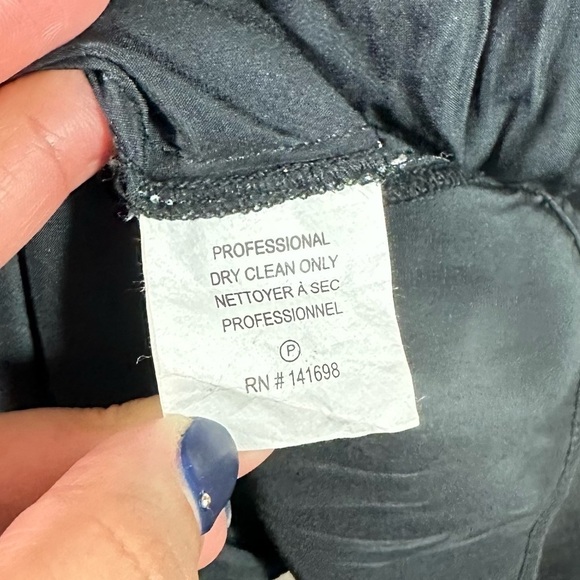 PROFESSIONAL
DRY CLEAN ONLY
NETTOYER À SEC
PROFESSIONNEL
P
RN # 141698